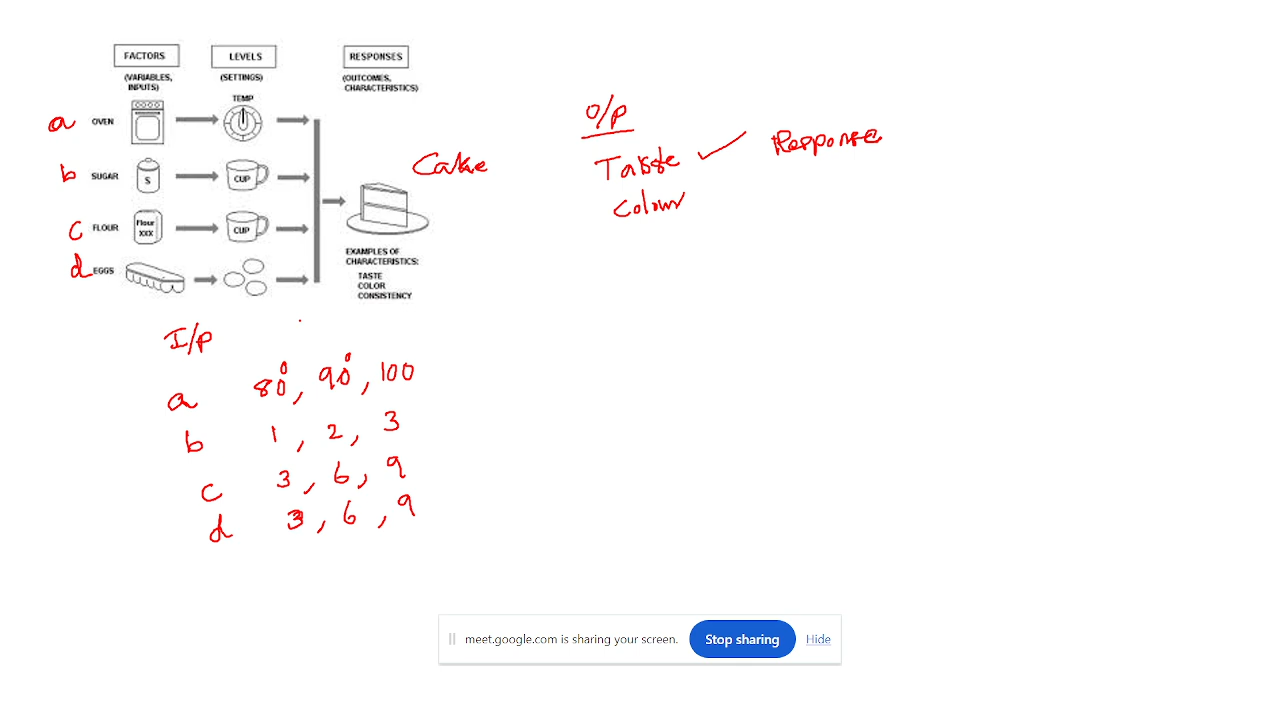 FACTORS LEVELS RESPONSES
(VARIABLES, INPUTS) (SETTINGS) (OUTCOMES, CHARACTERISTICS)
TEMP
a OVEN
b SUGAR S CUP
c FLOUR Flour XXX CUP
d EGGS
Cake
EXAMPLES OF
CHARACTERISTICS:
TASTE
COLOR
CONSISTENCY
O/P
Taste ✓ Response
Colour
I/P
a 80°, 90°, 100
b 1, 2, 3
c 3, 6, 9
d 3, 6, 9
meet.google.com is sharing your screen. Stop sharing Hide